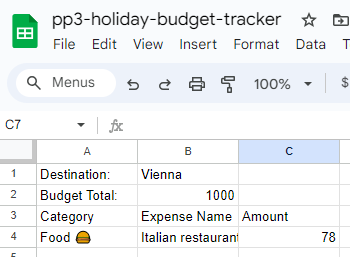 pp3-holiday-budget-tracker
File Edit View Insert Format Data T
Menus 100% $
C7 fx
A B C
1 Destination: Vienna
2 Budget Total: 1000
3 Category Expense Name Amount
4 Food 🍔 Italian restaurant 78